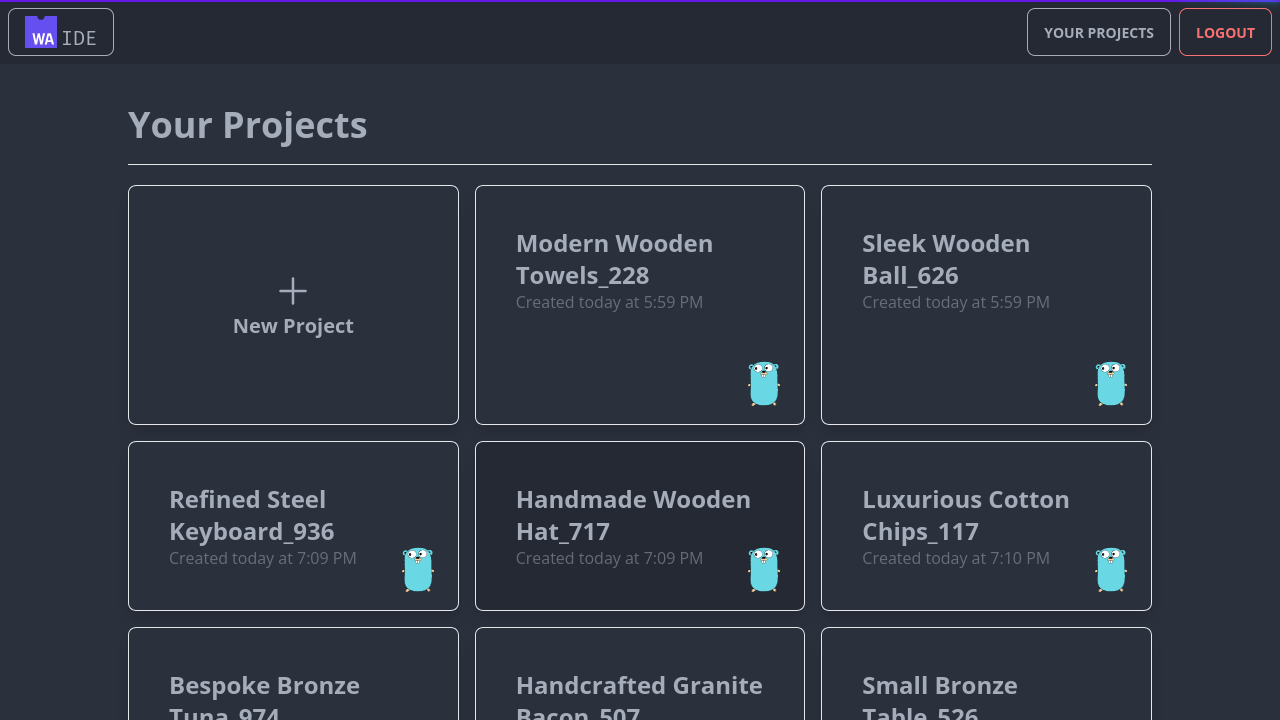 WA IDE
YOUR PROJECTS
LOGOUT
Your Projects
New Project
Modern Wooden
Towels_228
Created today at 5:59 PM
Sleek Wooden
Ball_626
Created today at 5:59 PM
Refined Steel
Keyboard_936
Created today at 7:09 PM
Handmade Wooden
Hat_717
Created today at 7:09 PM
Luxurious Cotton
Chips_117
Created today at 7:10 PM
Bespoke Bronze
Tuna_974
Handcrafted Granite
Bacon_507
Small Bronze
Table_526